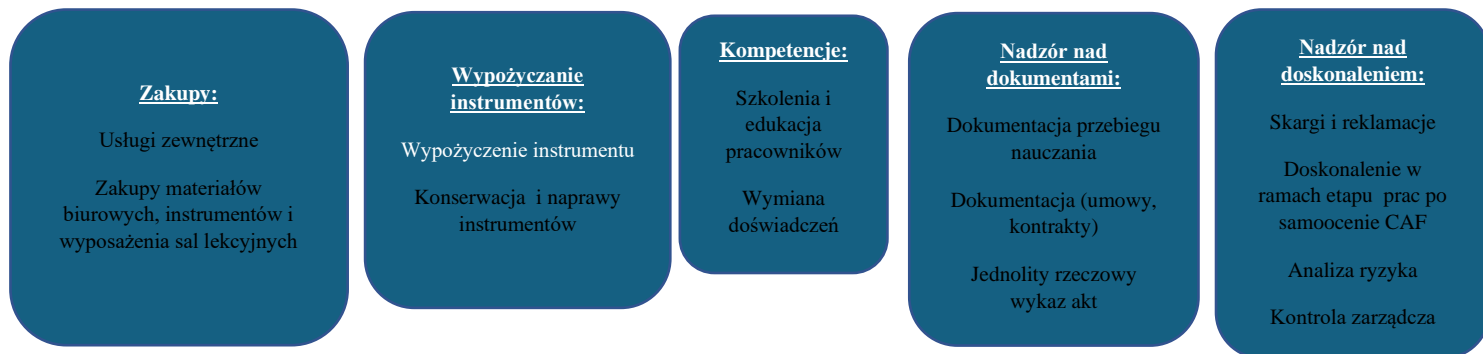 Zakupy:
Usługi zewnętrzne
Zakupy materiałów
biurowych, instrumentów i
wyposażenia sal lekcyjnych
Wypożyczanie
instrumentów:
Wypożyczenie instrumentu
Konserwacja i naprawy
instrumentów
Kompetencje:
Szkolenia i
edukacja
pracowników
Wymiana
doświadczeń
Nadzór nad
dokumentami:
Dokumentacja przebiegu
nauczania
Dokumentacja (umowy,
kontrakty)
Jednolity rzeczowy
wykaz akt
Nadzór nad
doskonaleniem:
Skargi i reklamacje
Doskonalenie w
ramach etapu prac po
samoocenie CAF
Analiza ryzyka
Kontrola zarządcza